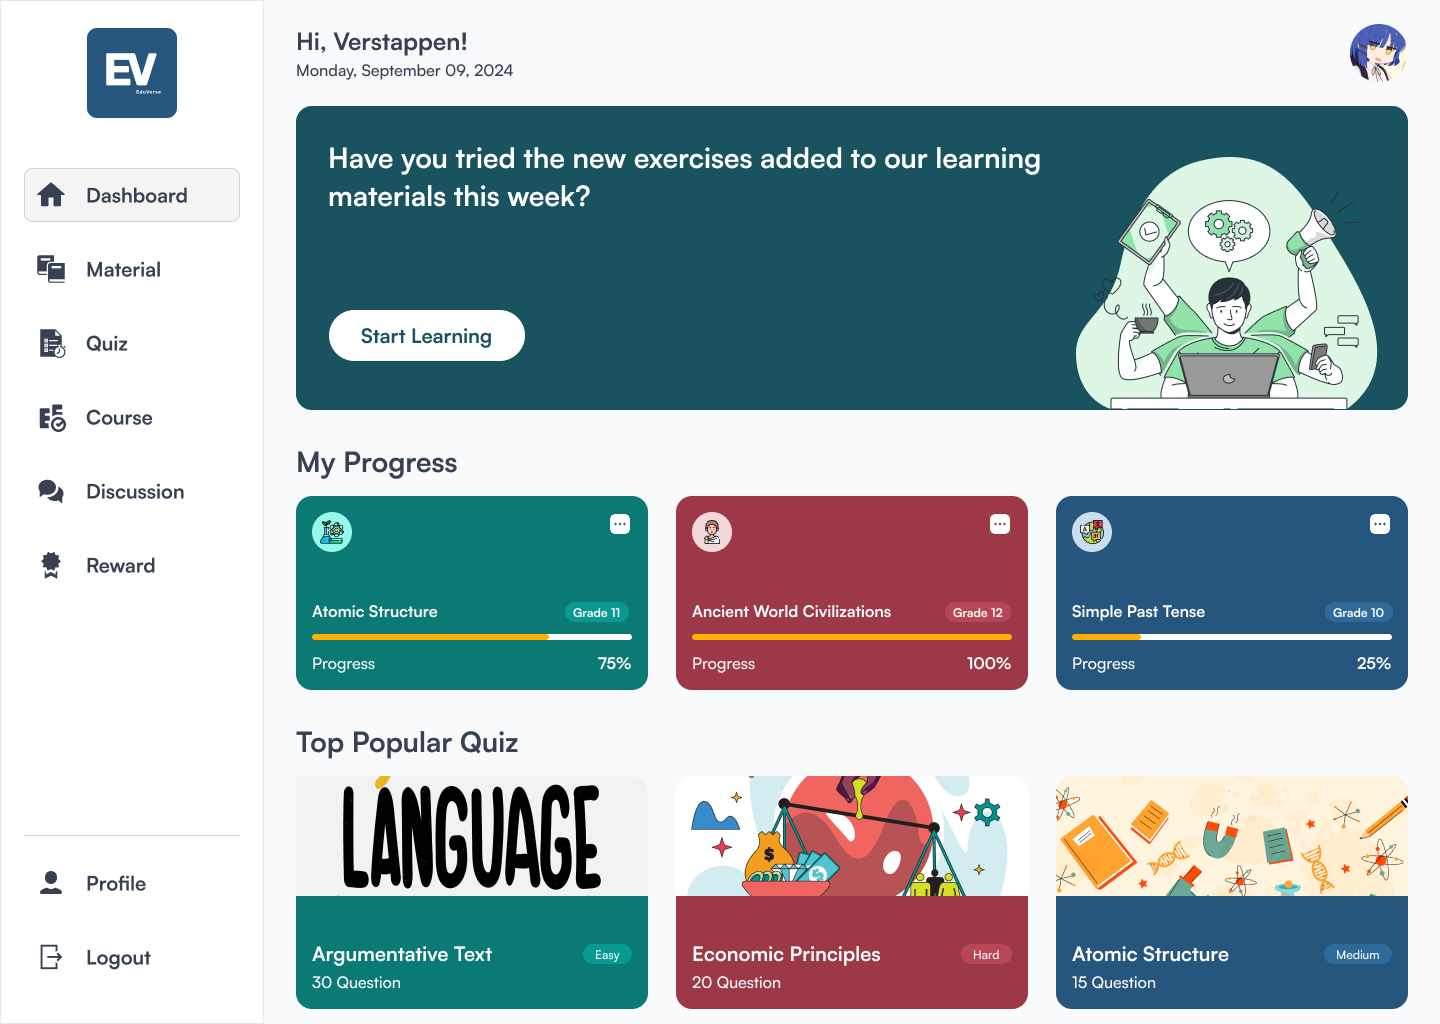 EV
EduVerse
Dashboard
Material
Quiz
Course
Discussion
Reward
Profile
Logout
Hi, Verstappen!
Monday, September 09, 2024
Have you tried the new exercises added to our learning
materials this week?
Start Learning
My Progress
Atomic Structure
Grade 11
Progress
75%
Ancient World Civilizations
Grade 12
Progress
100%
Simple Past Tense
Grade 10
Progress
25%
Top Popular Quiz
LANGUAGE
Argumentative Text
Easy
30 Question
$
$
Economic Principles
Hard
20 Question
Atomic Structure
Medium
15 Question